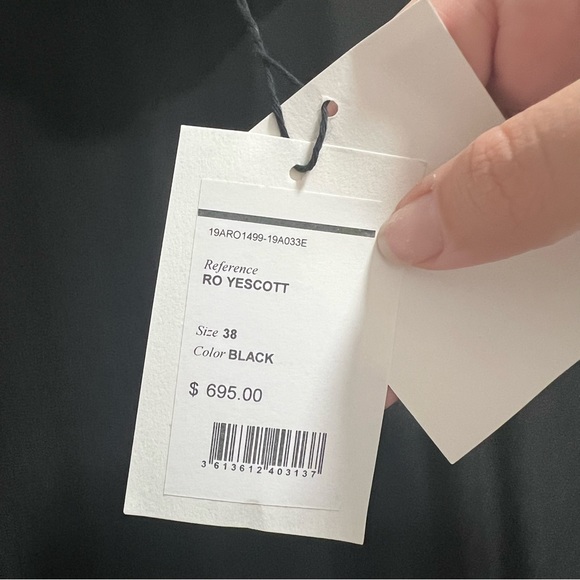 19ARO1499-19A033E
Reference
RO YESCOTT
Size 38
Color BLACK
$ 695.00
3 613612 403137